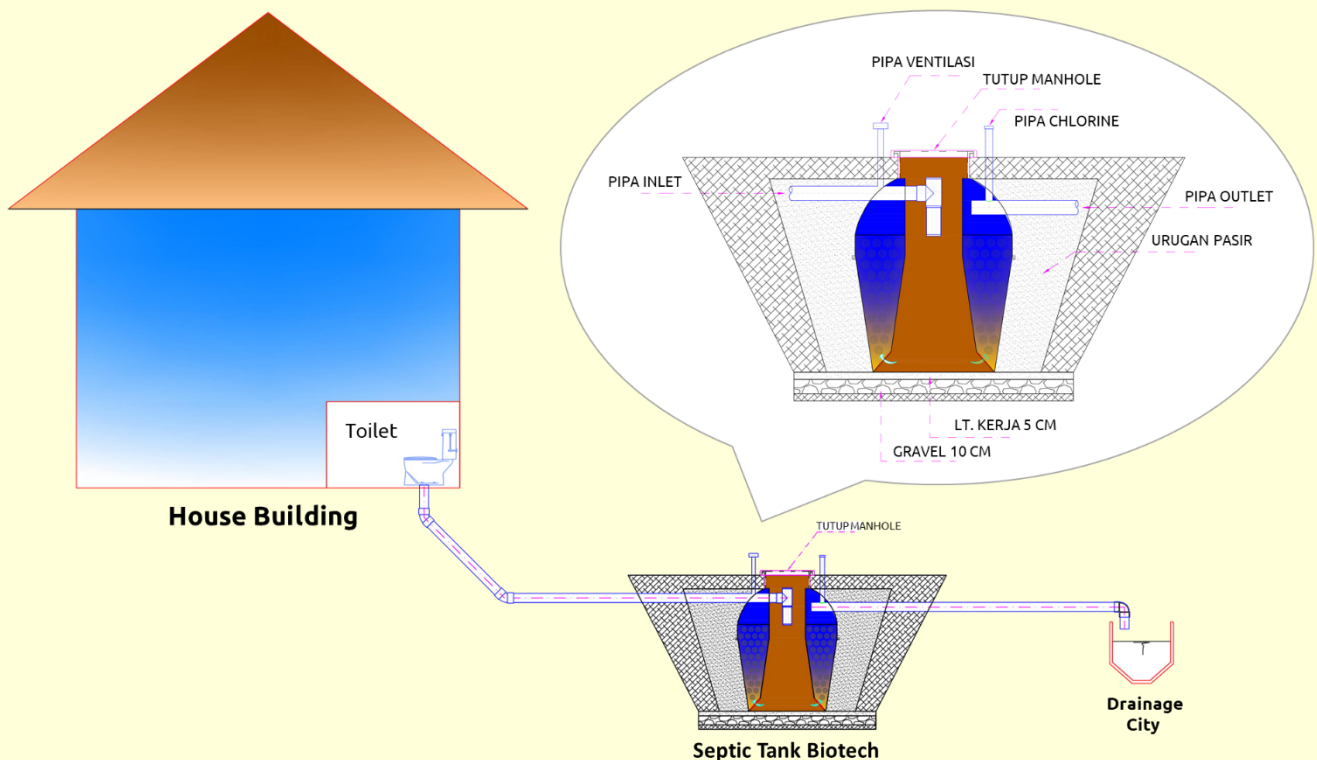 PIPA VENTILASI
TUTUP MANHOLE
PIPA CHLORINE
PIPA INLET
PIPA OUTLET
URUGAN PASIR
LT. KERJA 5 CM
GRAVEL 10 CM
Toilet
House Building
TUTUP MANHOLE
Drainage
City
Septic Tank Biotech